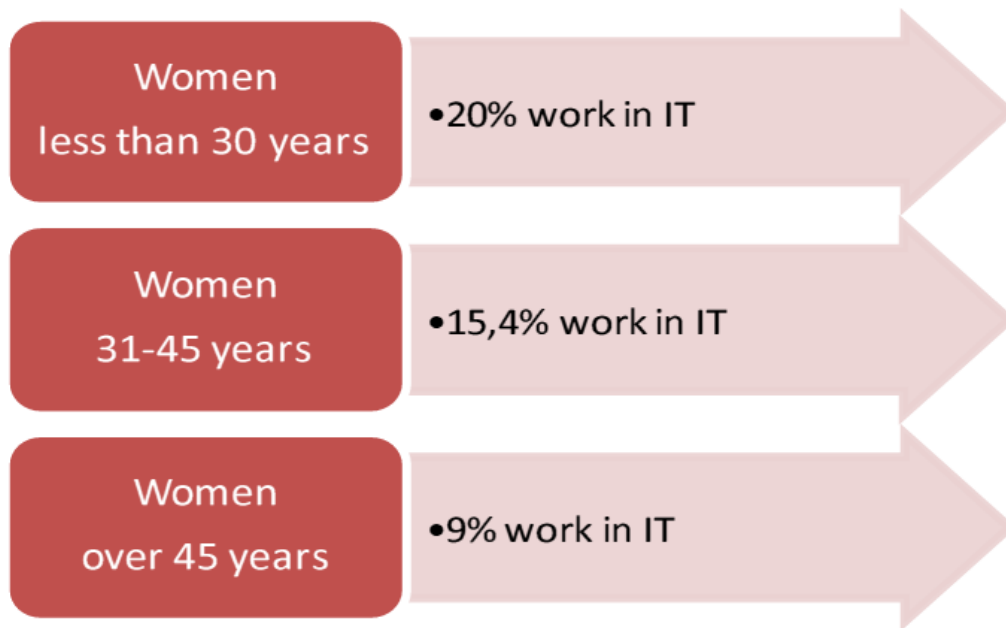 Women
less than 30 years
•20% work in IT
Women
31-45 years
•15,4% work in IT
Women
over 45 years
•9% work in IT